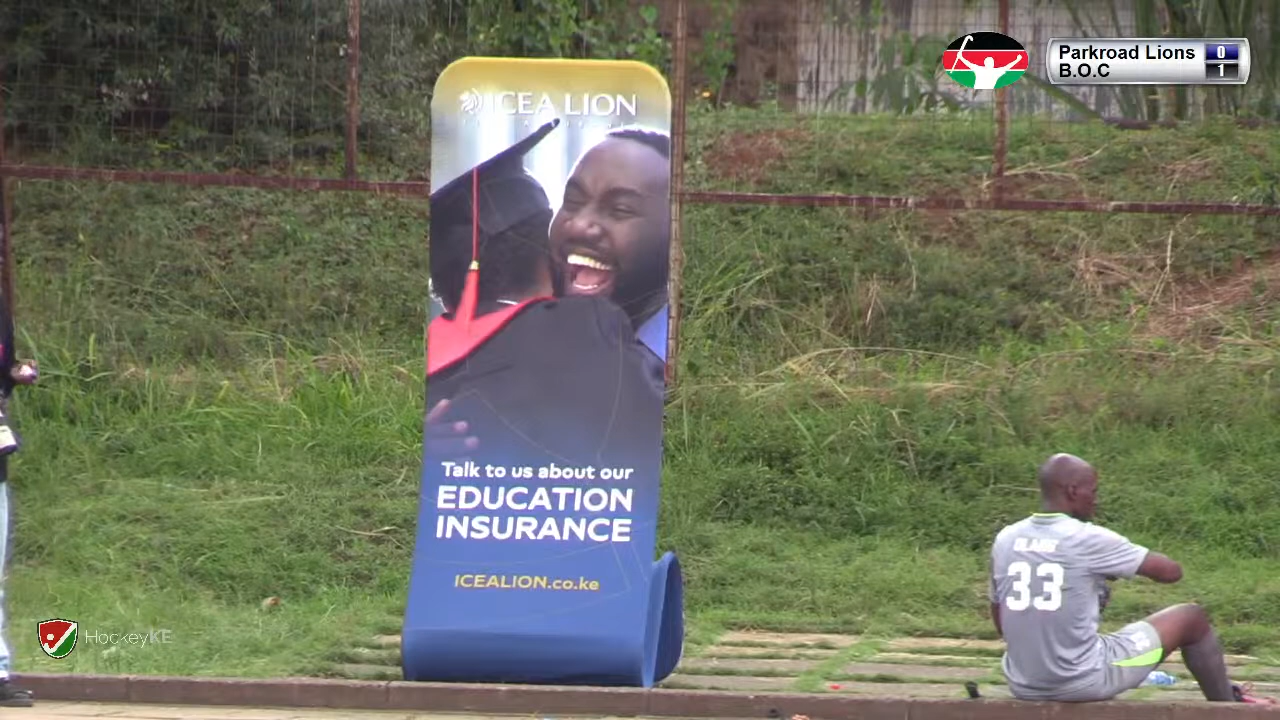 Parkroad Lions 0
B.O.C 1
ICEA LION
Talk to us about our
EDUCATION
INSURANCE
ICEALION.co.ke
33
HockeyKE